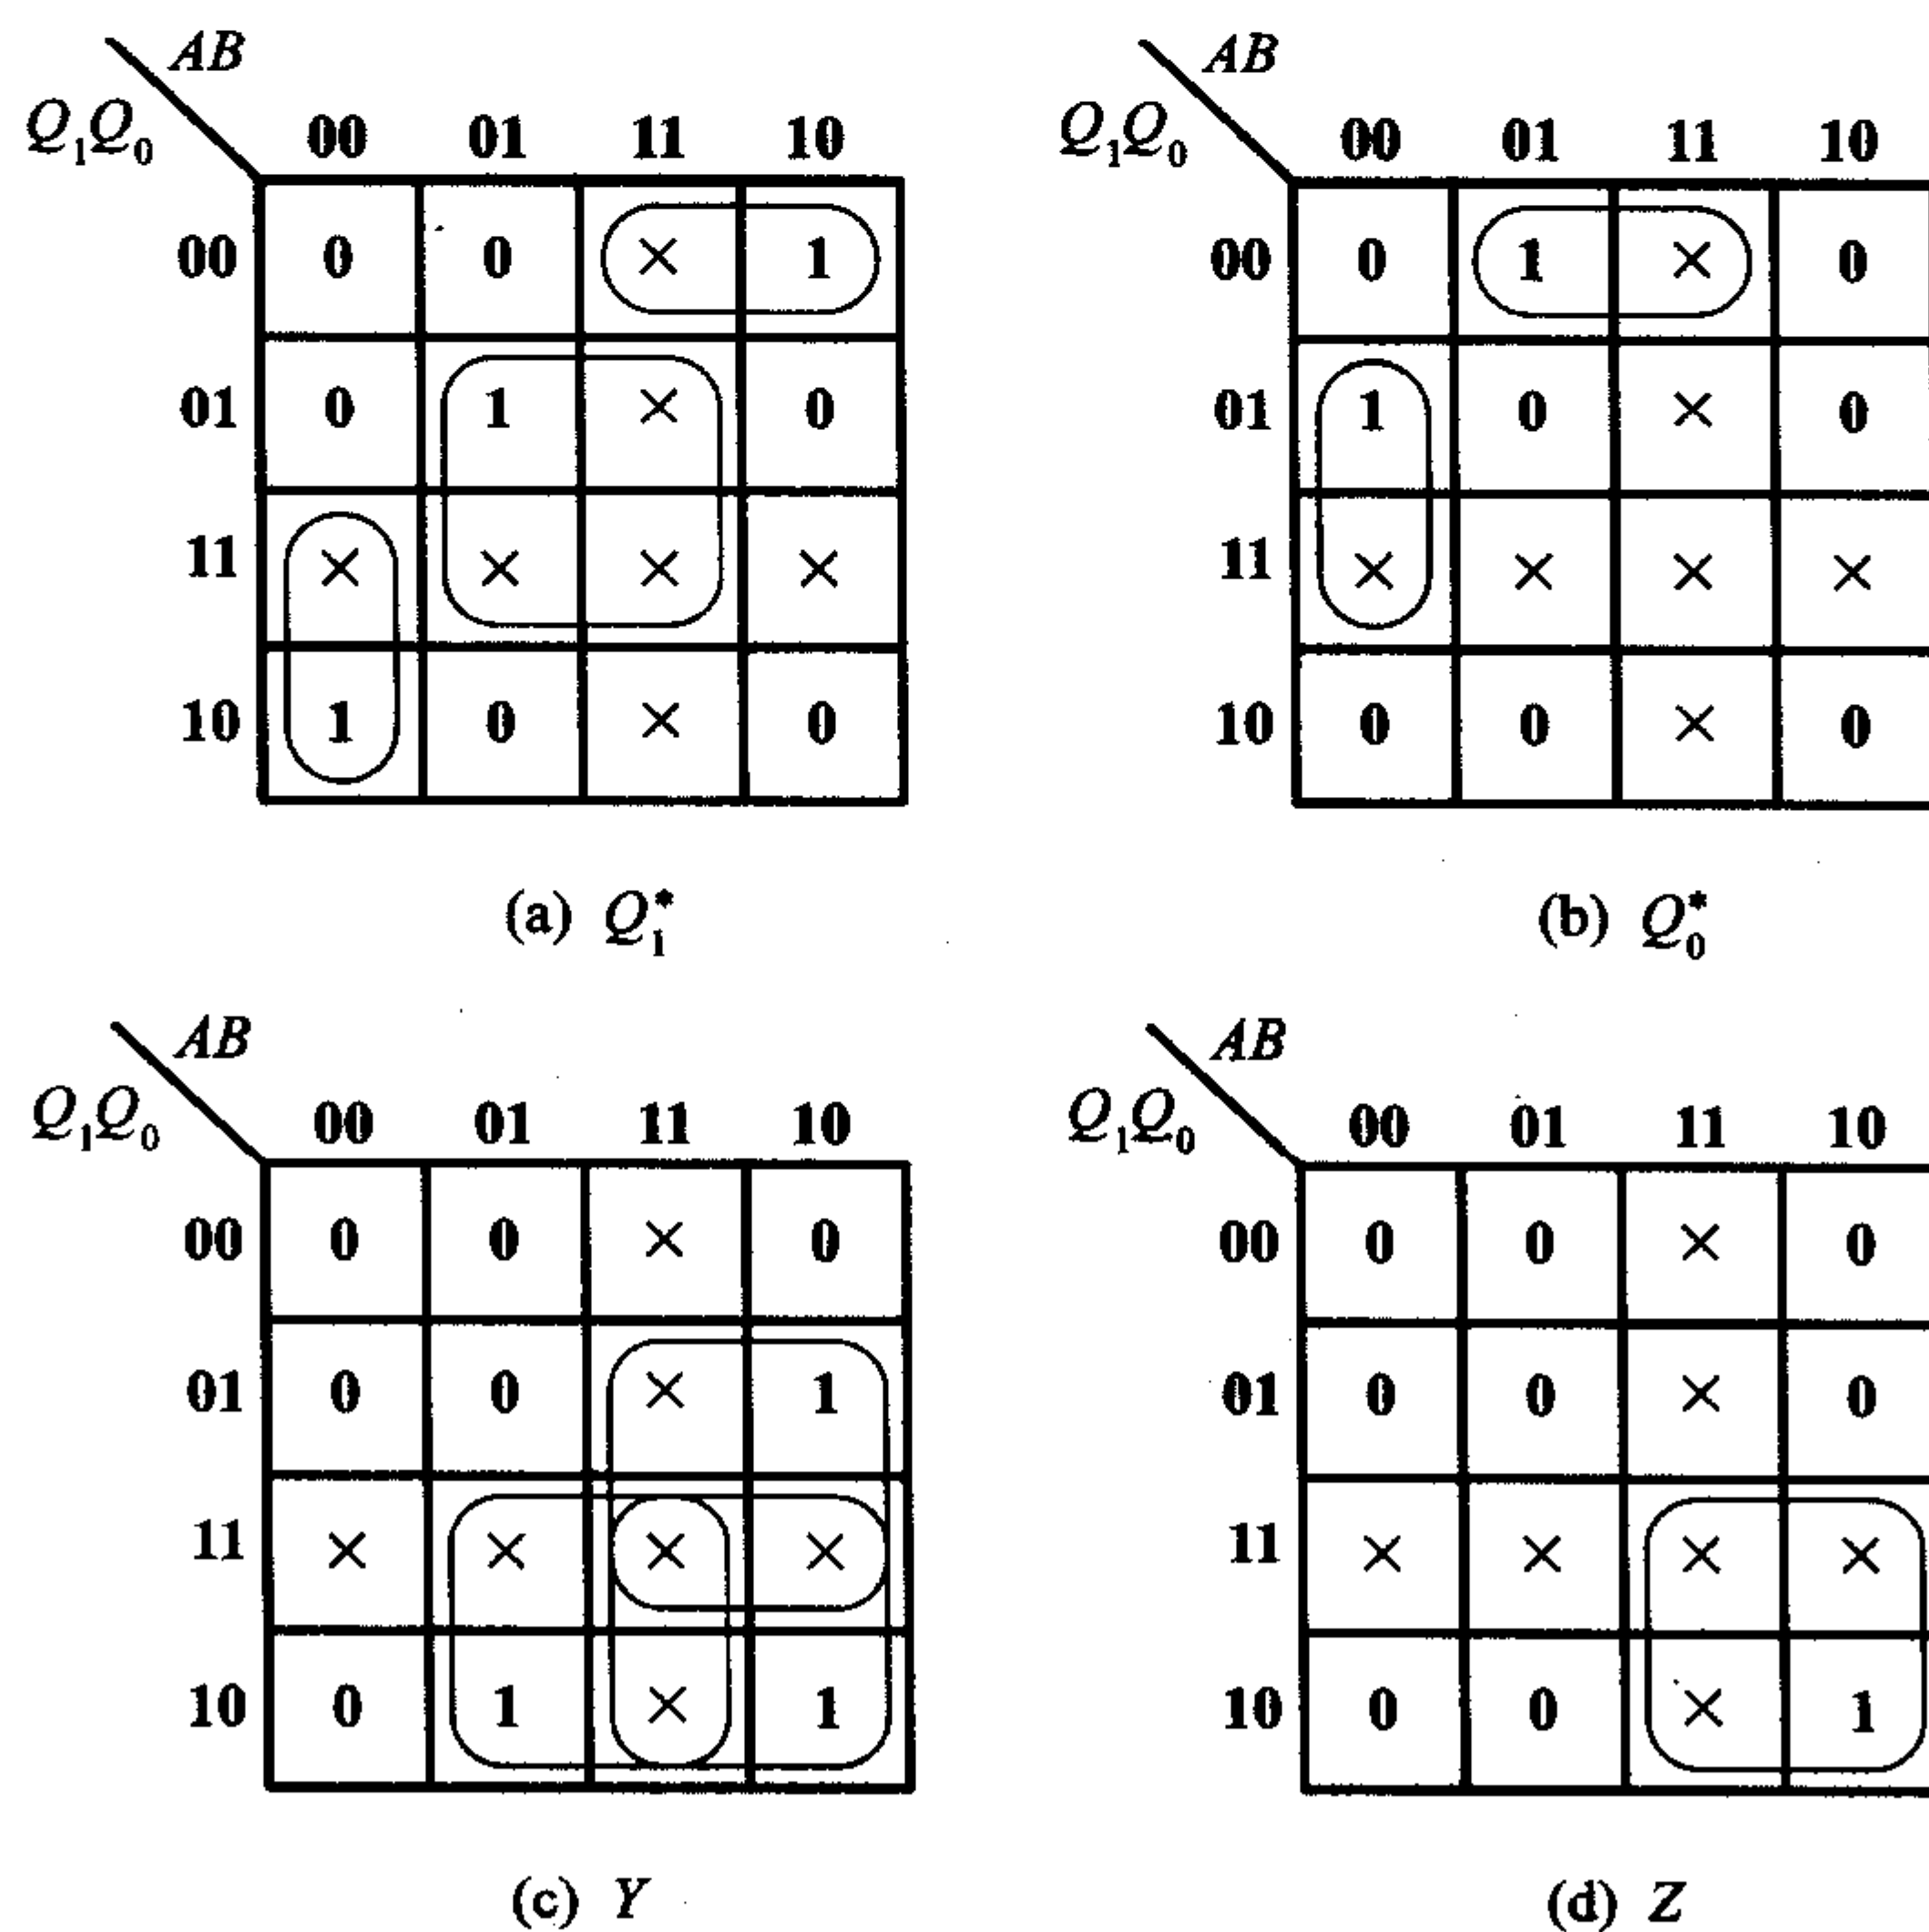 AB AB
Q₁Q₀ 00 01 11 10 Q₁Q₀ 00 01 11 10
00 0 0 × 1 00 0 1 × 0
01 0 1 × 0 01 1 0 × 0
11 × × × × 11 × × × ×
10 1 0 × 0 10 0 0 × 0
(a) Q₁* (b) Q₀*
AB AB
Q₁Q₀ 00 01 11 10 Q₁Q₀ 00 01 11 10
00 0 0 × 0 00 0 0 × 0
01 0 0 × 1 01 0 0 × 0
11 × × × × 11 × × × ×
10 0 1 × 1 10 0 0 × 1
(c) Y (d) Z